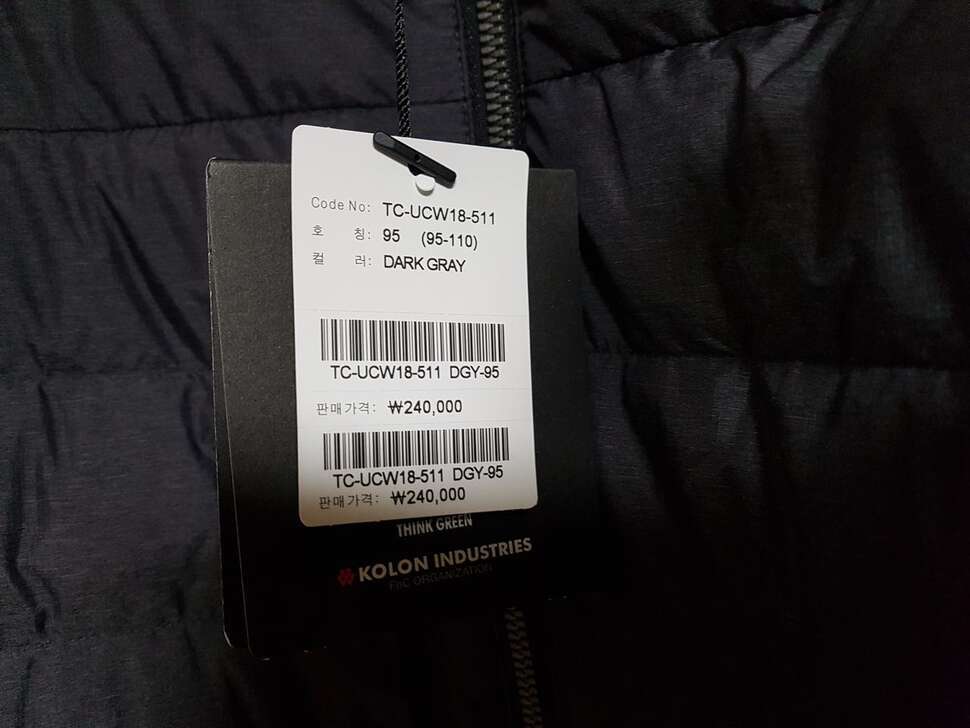 Code No: TC-UCW18-511
호 칭: 95 (95-110)
컬 러: DARK GRAY
TC-UCW18-511 DGY-95
판매가격: ₩240,000
TC-UCW18-511 DGY-95
판매가격: ₩240,000
THINK GREEN
KOLON INDUSTRIES
FnC ORGANIZATION